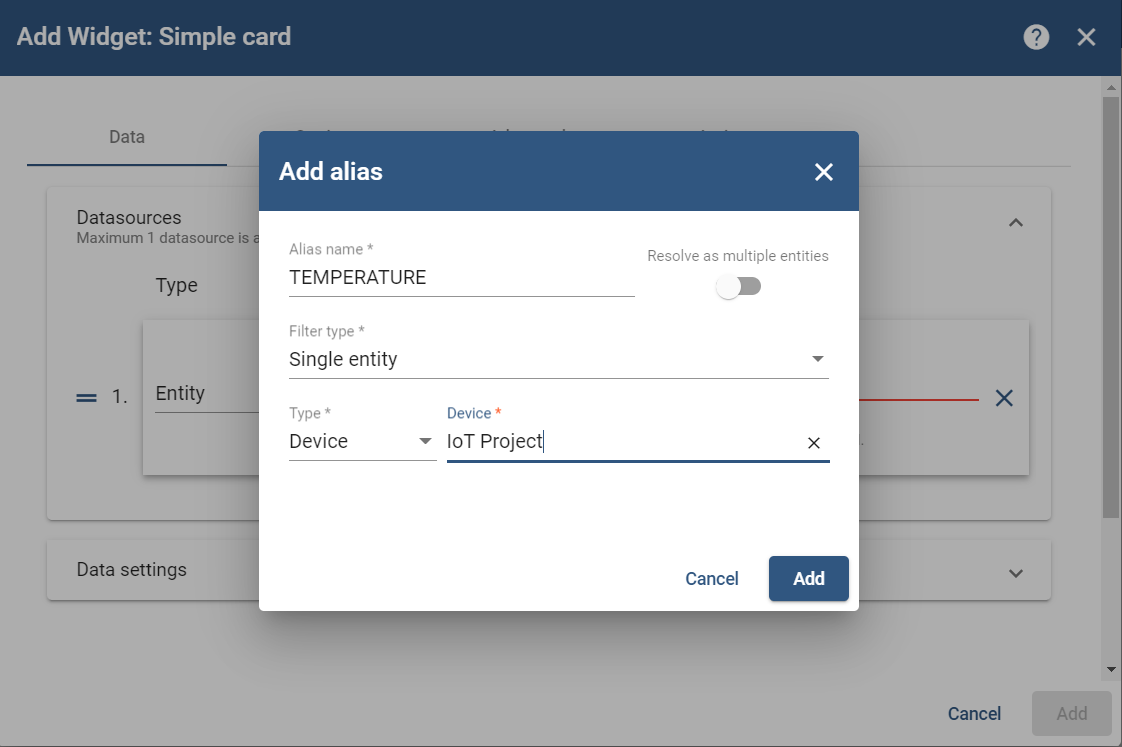 Add Widget: Simple card
Data
Add alias
Datasources
Maximum 1 datasource is a
Alias name *
TEMPERATURE
Resolve as multiple entities
Type
Filter type *
Single entity
1.
Entity
Type *
Device
Device *
IoT Project
Data settings
Cancel
Add
Cancel
Add